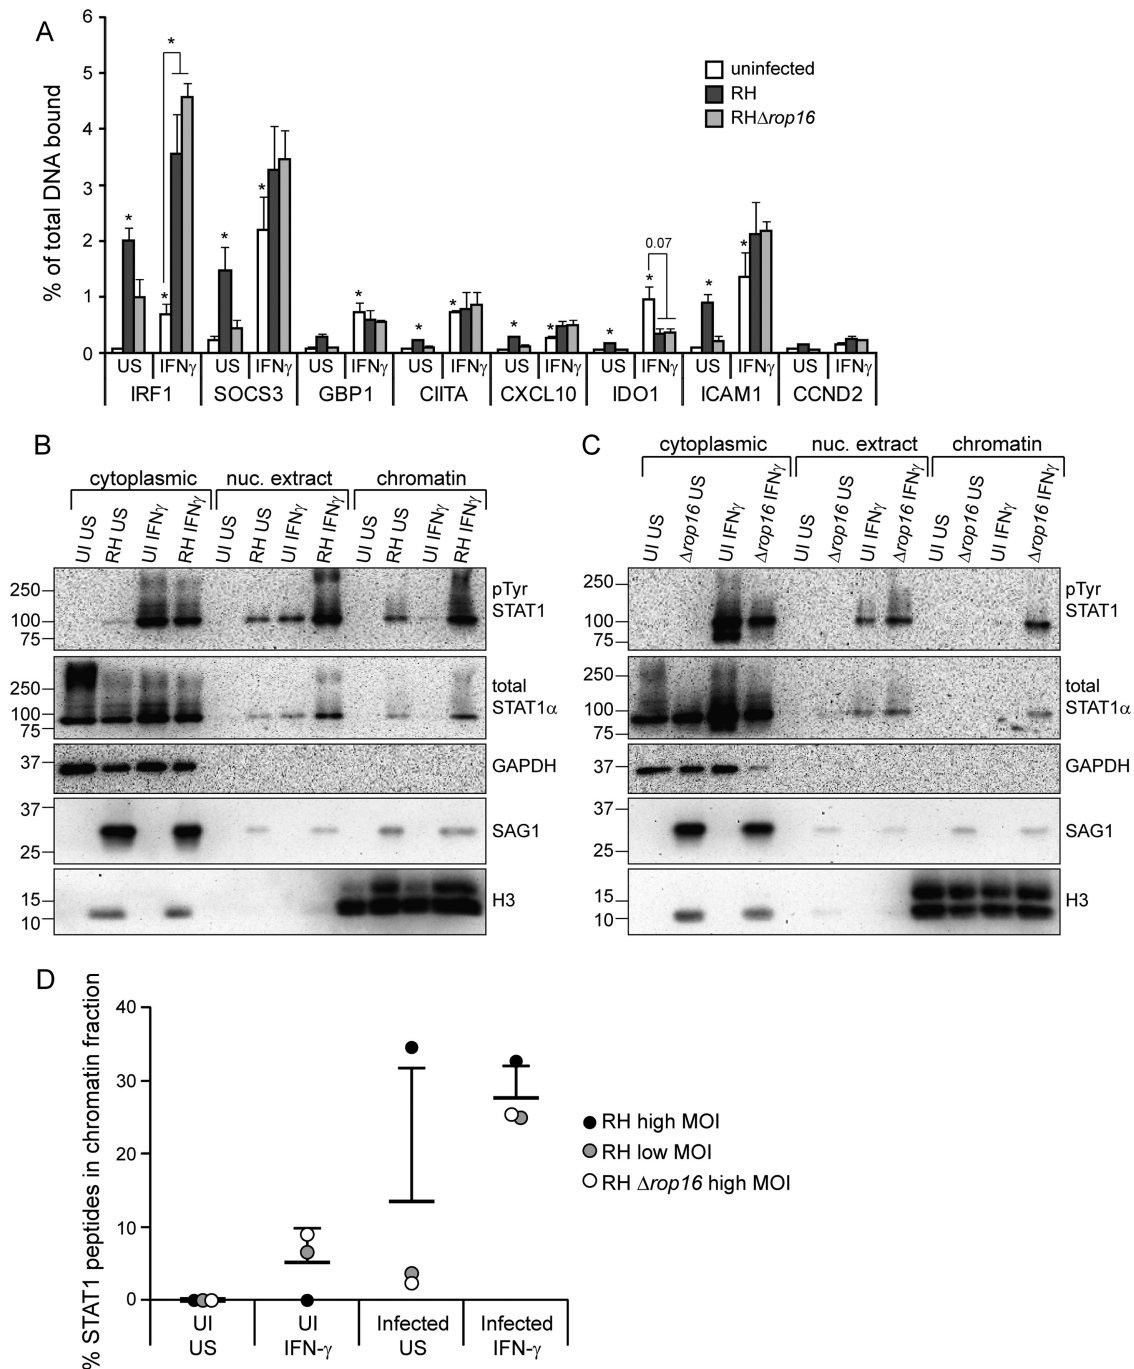 A
% of total DNA bound
6
5
4
3
2
1
0
*
*
*
*
*
*
*
*
*
*
*
0.07
*
*
*
uninfected
RH
RHΔrop16
US IFNγ US IFNγ US IFNγ US IFNγ US IFNγ US IFNγ US IFNγ US IFNγ
IRF1 SOCS3 GBP1 CIITA CXCL10 IDO1 ICAM1 CCND2
B
cytoplasmic nuc. extract chromatin
UI US RH US UI IFNγ RH IFNγ UI US RH US UI IFNγ RH IFNγ UI US RH US UI IFNγ RH IFNγ
250
100
75
pTyr
STAT1
250
100
75
total
STAT1α
37
GAPDH
37
25
SAG1
15
10
H3
C
cytoplasmic nuc. extract chromatin
UI US Δrop16 US UI IFNγ Δrop16 IFNγ UI US Δrop16 US UI IFNγ Δrop16 IFNγ UI US Δrop16 US UI IFNγ Δrop16 IFNγ
250
100
75
pTyr
STAT1
250
100
75
total
STAT1α
37
GAPDH
37
25
SAG1
15
10
H3
D
% STAT1 peptides in chromatin fraction
40
30
20
10
0
UI UI Infected Infected
US IFN-γ US IFN-γ
RH high MOI
RH low MOI
RH Δrop16 high MOI